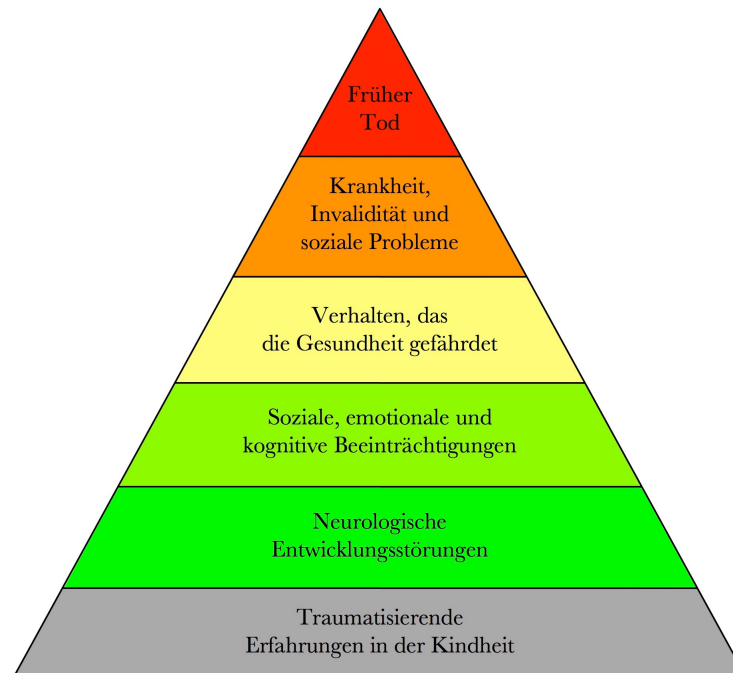 Früher
Tod
Krankheit,
Invalidität und
soziale Probleme
Verhalten, das
die Gesundheit gefährdet
Soziale, emotionale und
kognitive Beeinträchtigungen
Neurologische
Entwicklungsstörungen
Traumatisierende
Erfahrungen in der Kindheit